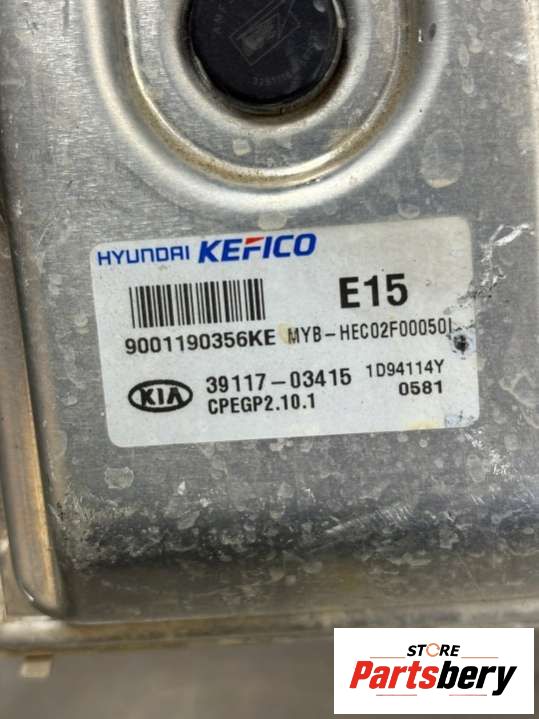 HYUNDAI KEFICO
E15
9001190356KE MYB-HEC02F00050
KIA 39117-03415 1D94114Y
CPEGP2.10.1 0581
STORE
Partsbery